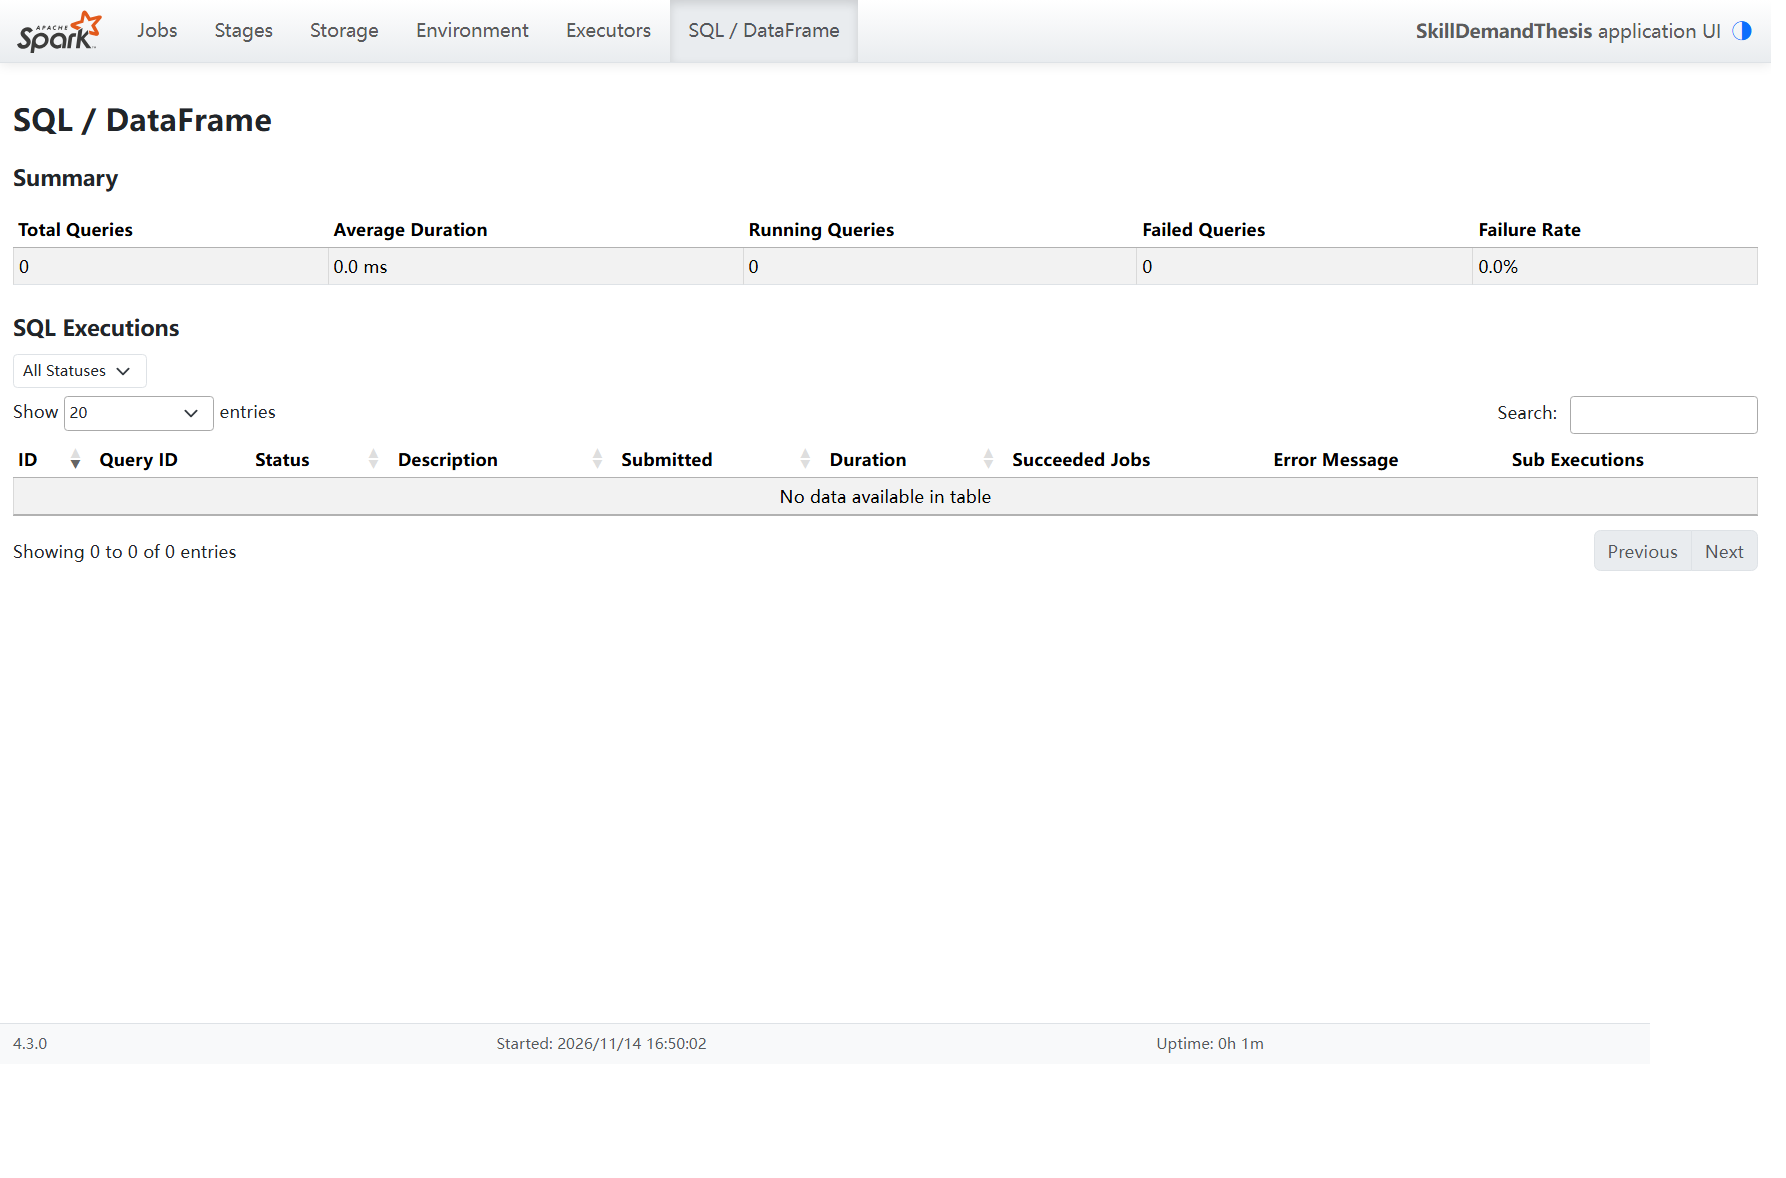 APACHE Spark Jobs Stages Storage Environment Executors SQL / DataFrame SkillDemandThesis application UI
SQL / DataFrame
Summary
Total Queries Average Duration Running Queries Failed Queries Failure Rate
0 0.0 ms 0 0 0.0%
SQL Executions
All Statuses
Show 20 entries Search:
ID Query ID Status Description Submitted Duration Succeeded Jobs Error Message Sub Executions
No data available in table
Showing 0 to 0 of 0 entries Previous Next
4.3.0 Started: 2026/11/14 16:50:02 Uptime: 0h 1m